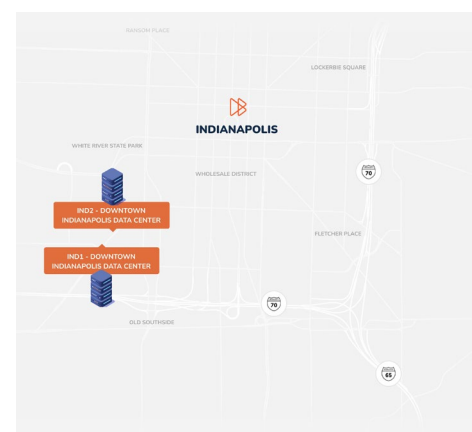 RANSOM PLACE
LOCKERBIE SQUARE
INDIANAPOLIS
WHITE RIVER STATE PARK
70
WHOLESALE DISTRICT
IND2 - DOWNTOWN
INDIANAPOLIS DATA CENTER
FLETCHER PLACE
IND1 - DOWNTOWN
INDIANAPOLIS DATA CENTER
70
OLD SOUTHSIDE
65